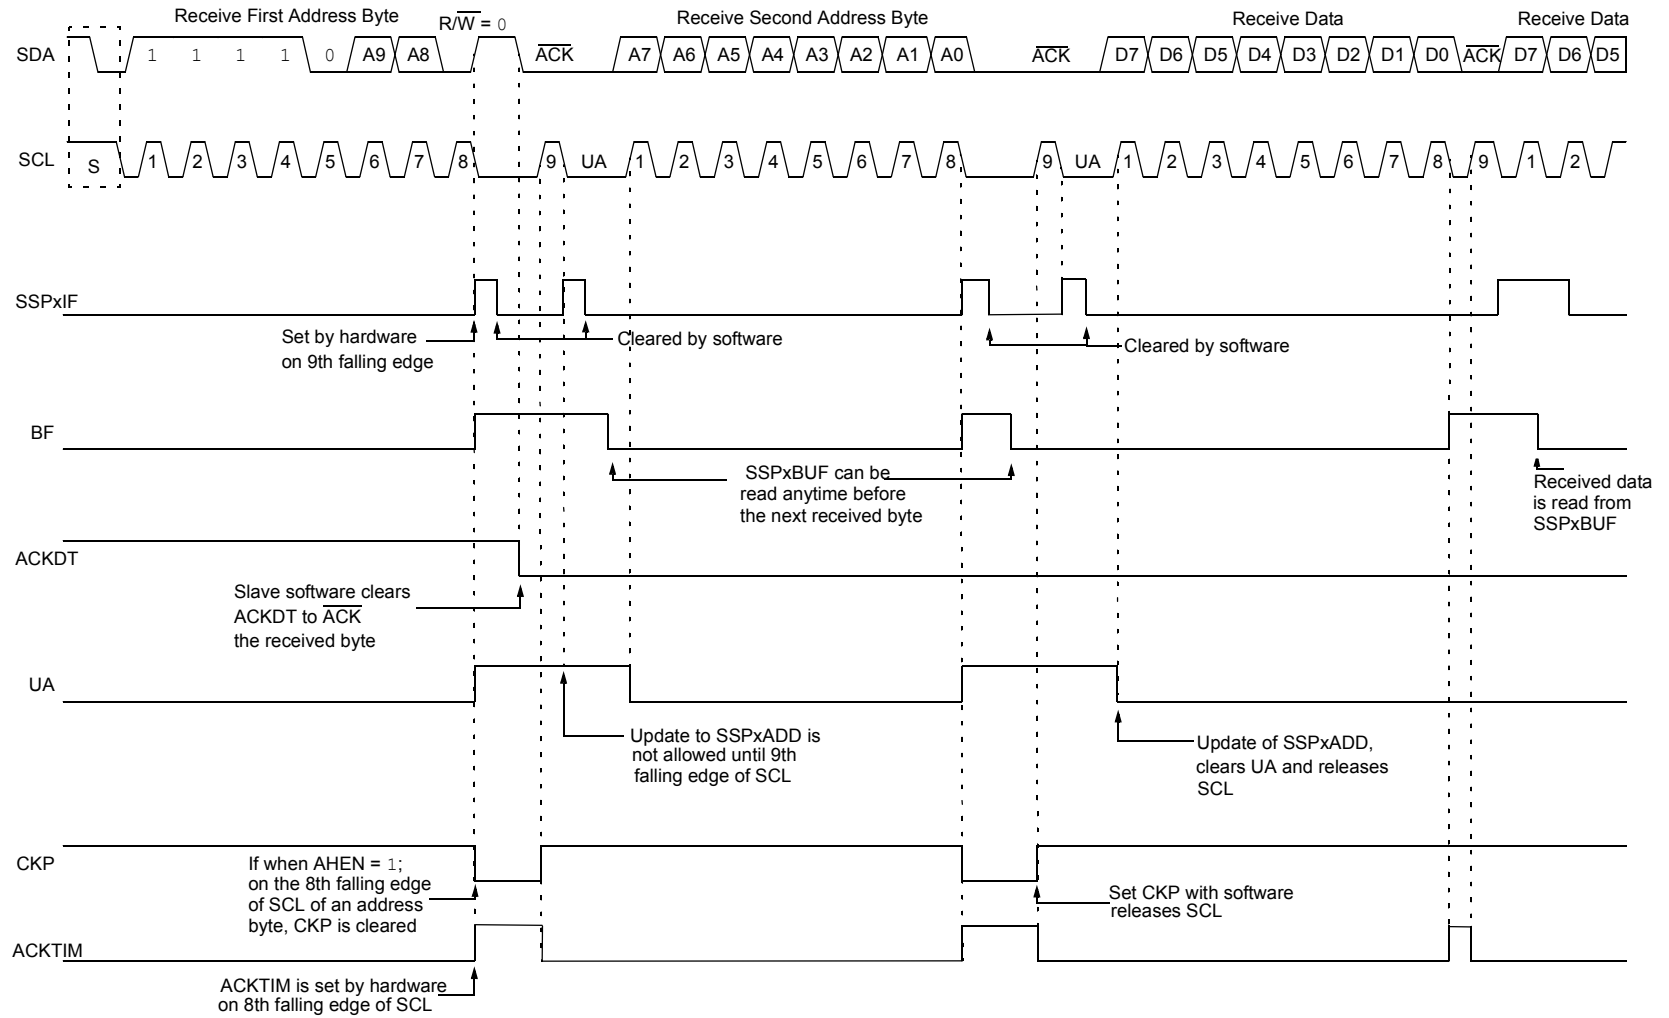 Receive First Address Byte
R/W = 0
Receive Second Address Byte
Receive Data
Receive Data
SDA
1 1 1 1 0 A9 A8 ACK A7 A6 A5 A4 A3 A2 A1 A0 ACK D7 D6 D5 D4 D3 D2 D1 D0 ACK D7 D6 D5
SCL
S 1 2 3 4 5 6 7 8 9 UA 1 2 3 4 5 6 7 8 9 UA 1 2 3 4 5 6 7 8 9 1 2
SSPxIF
Set by hardware
on 9th falling edge
Cleared by software
Cleared by software
BF
SSPxBUF can be
read anytime before
the next received byte
Received data
is read from
SSPxBUF
ACKDT
Slave software clears
ACKDT to ACK
the received byte
UA
Update to SSPxADD is
not allowed until 9th
falling edge of SCL
Update of SSPxADD,
clears UA and releases
SCL
CKP
If when AHEN = 1;
on the 8th falling edge
of SCL of an address
byte, CKP is cleared
Set CKP with software
releases SCL
ACKTIM
ACKTIM is set by hardware
on 8th falling edge of SCL